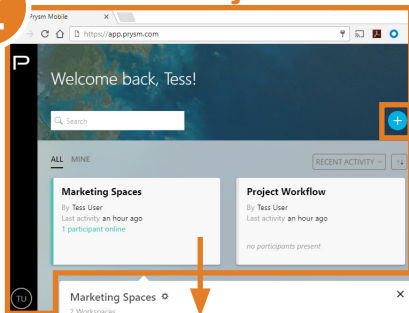 Prysm Mobile
https://app.prysm.com
Welcome back, Tess!
Search
ALL MINE
RECENT ACTIVITY
Marketing Spaces
By Tess User
Last activity an hour ago
1 participant online
Project Workflow
By Tess User
Last activity an hour ago
no participants present
TU
Marketing Spaces
2 Workspaces